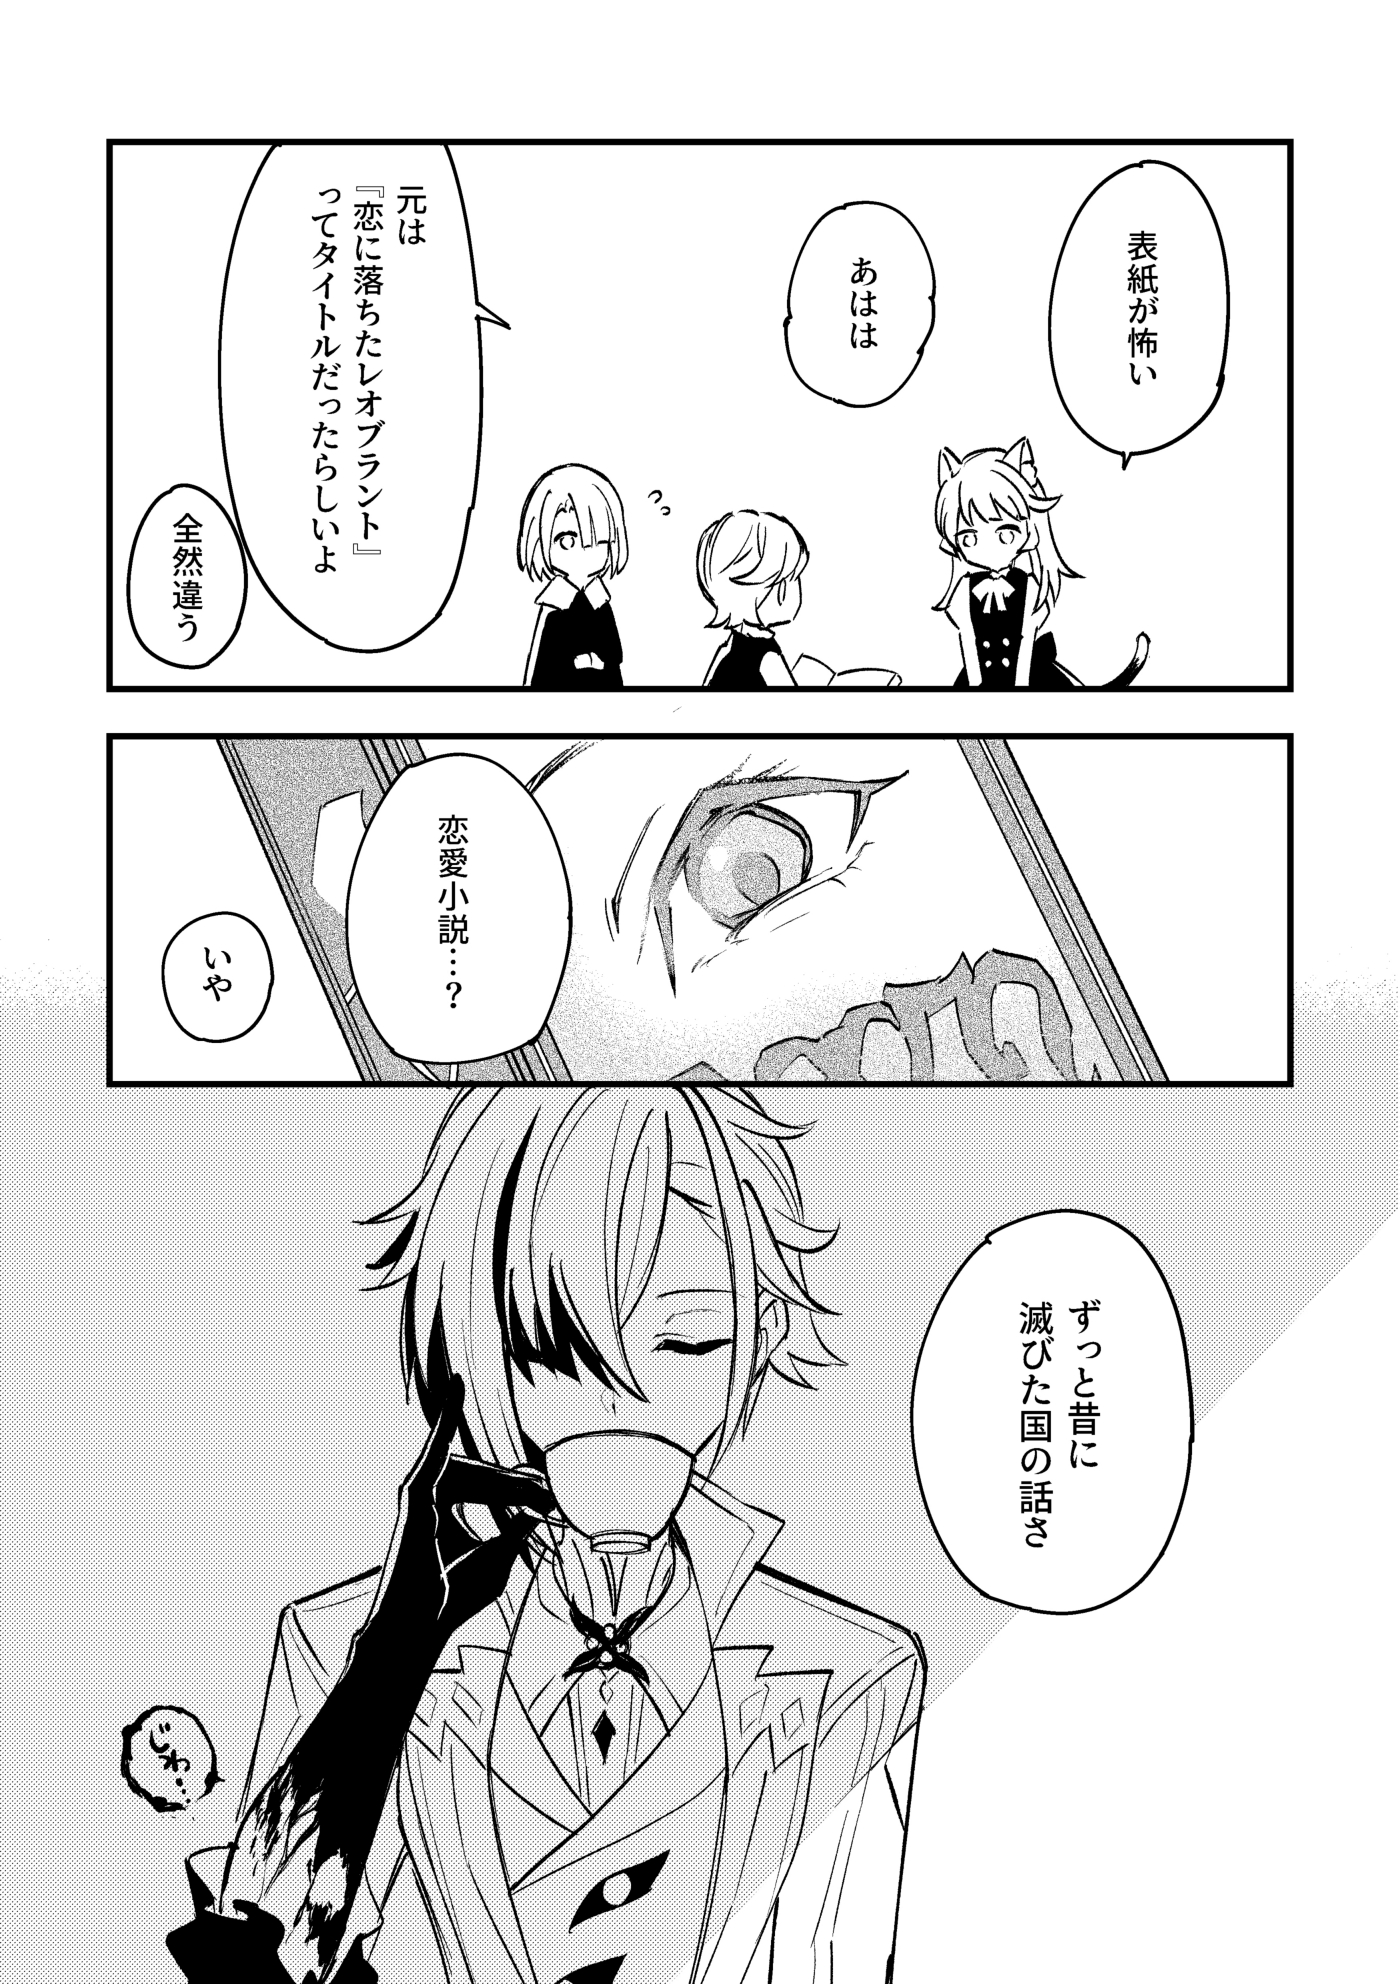 表紙が怖い
あはは
元は
『恋に落ちたレオブラント』
ってタイトルだったらしいよ
全然違う
恋愛小説…？
いや
ずっと昔に
滅びた国の話さ
じわ…